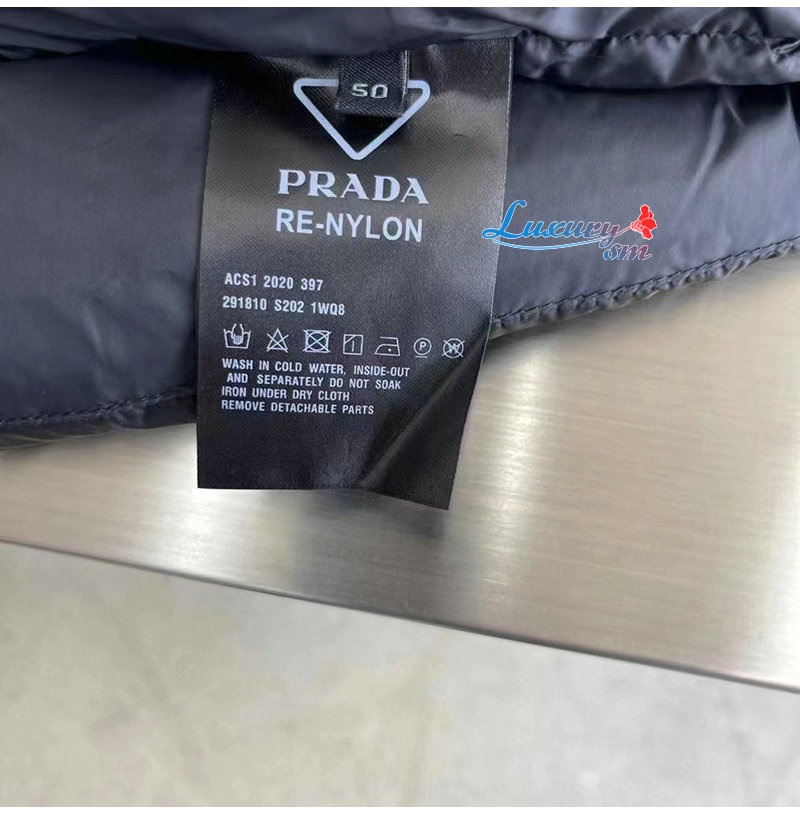 50
PRADA
RE-NYLON
Luxury
sm
ACS1 2020 397
291810 S202 1WQ8
WASH IN COLD WATER, INSIDE-OUT
AND SEPARATELY DO NOT SOAK
IRON UNDER DRY CLOTH
REMOVE DETACHABLE PARTS